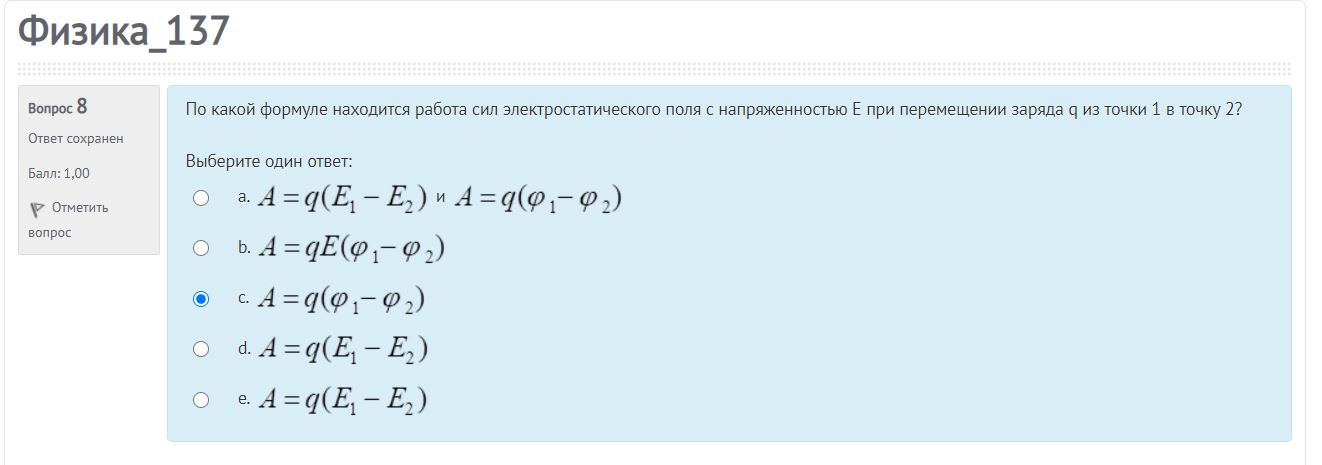 Физика_137
Вопрос 8
Ответ сохранен
Балл: 1,00
Отметить
вопрос
По какой формуле находится работа сил электростатического поля с напряженностью Е при перемещении заряда q из точки 1 в точку 2?
Выберите один ответ:
a. A = q(E₁ − E₂) и A = q(φ₁− φ₂)
b. A = qE(φ₁− φ₂)
c. A = q(φ₁− φ₂)
d. A = q(E₁ − E₂)
e. A = q(E₁ − E₂)